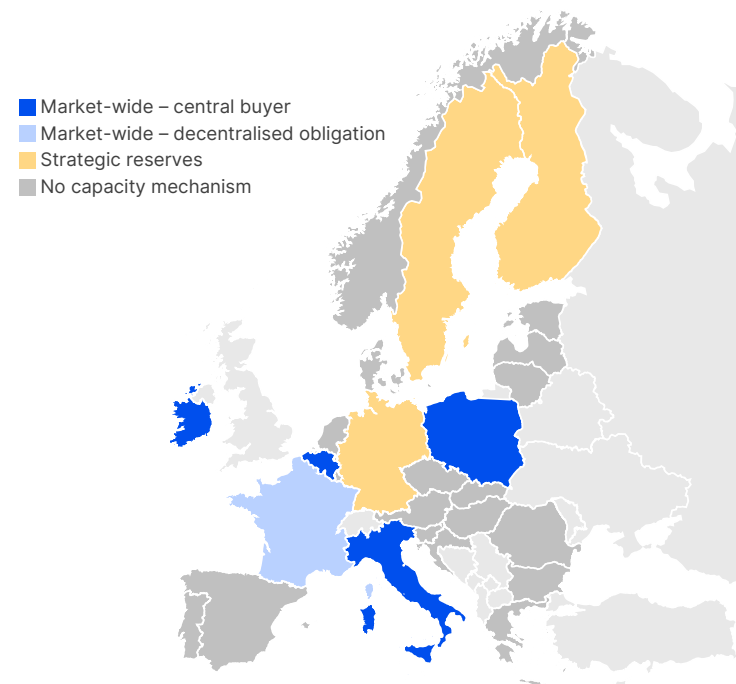 Market-wide – central buyer
Market-wide – decentralised obligation
Strategic reserves
No capacity mechanism